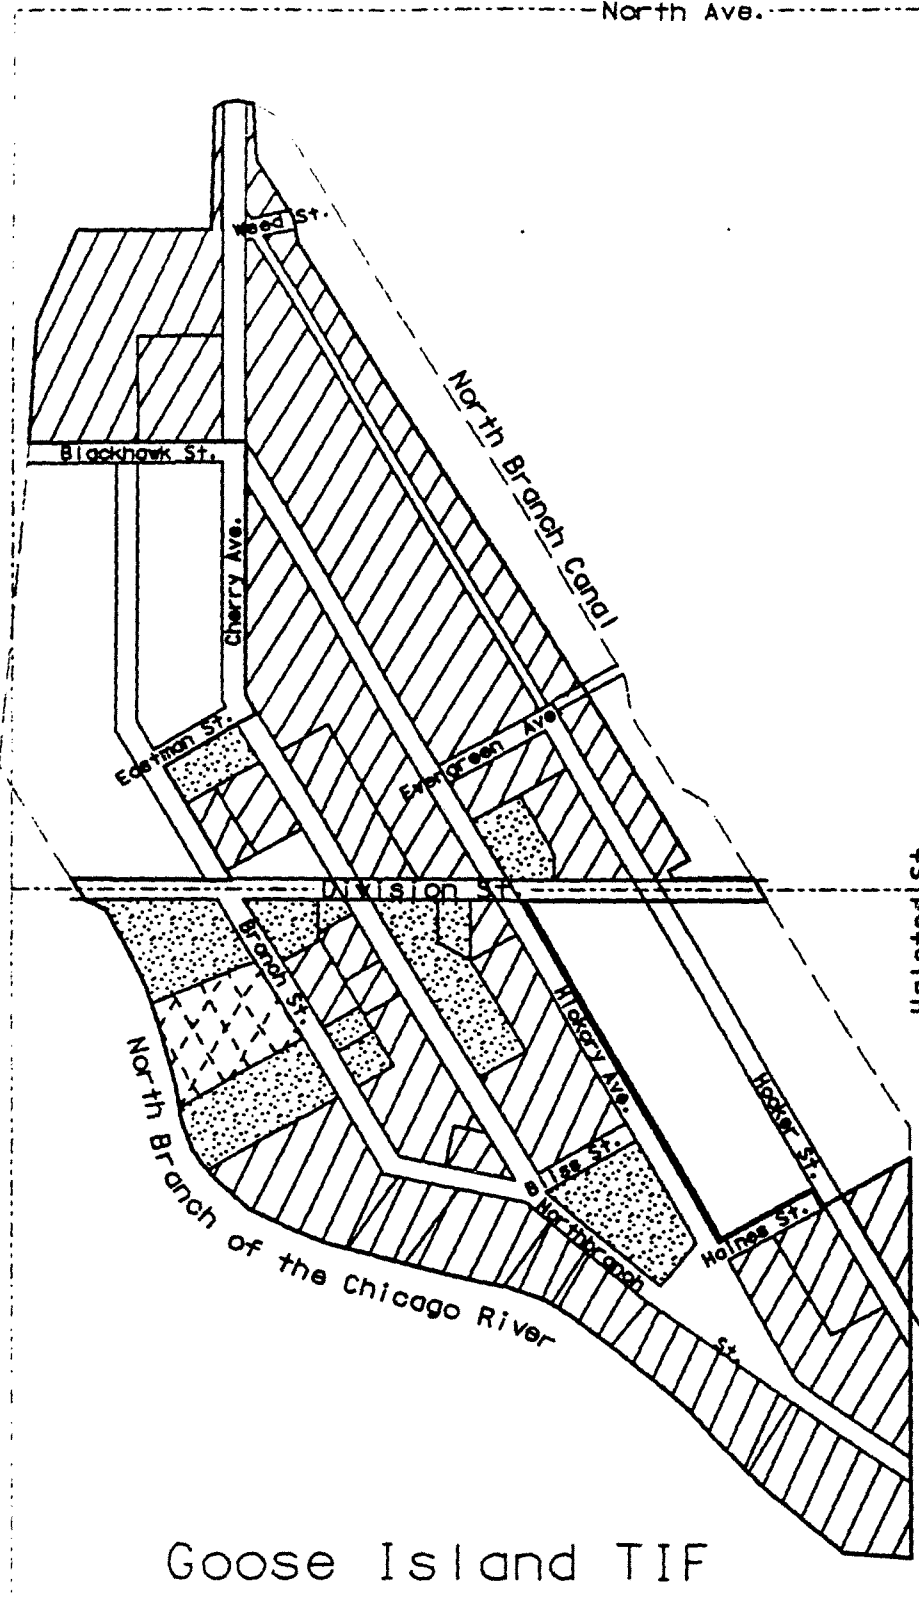 North Ave.
Weed St.
North Branch Canal
Blackhawk St.
Cherry Ave.
Eastman St.
Evergreen Ave
Division St.
Halsted St
Branch St.
Hickory Ave.
North Branch
of the Chicago River
Hooker St.
Bliss St.
Haines St.
Northbranch
St.
Goose Island TIF